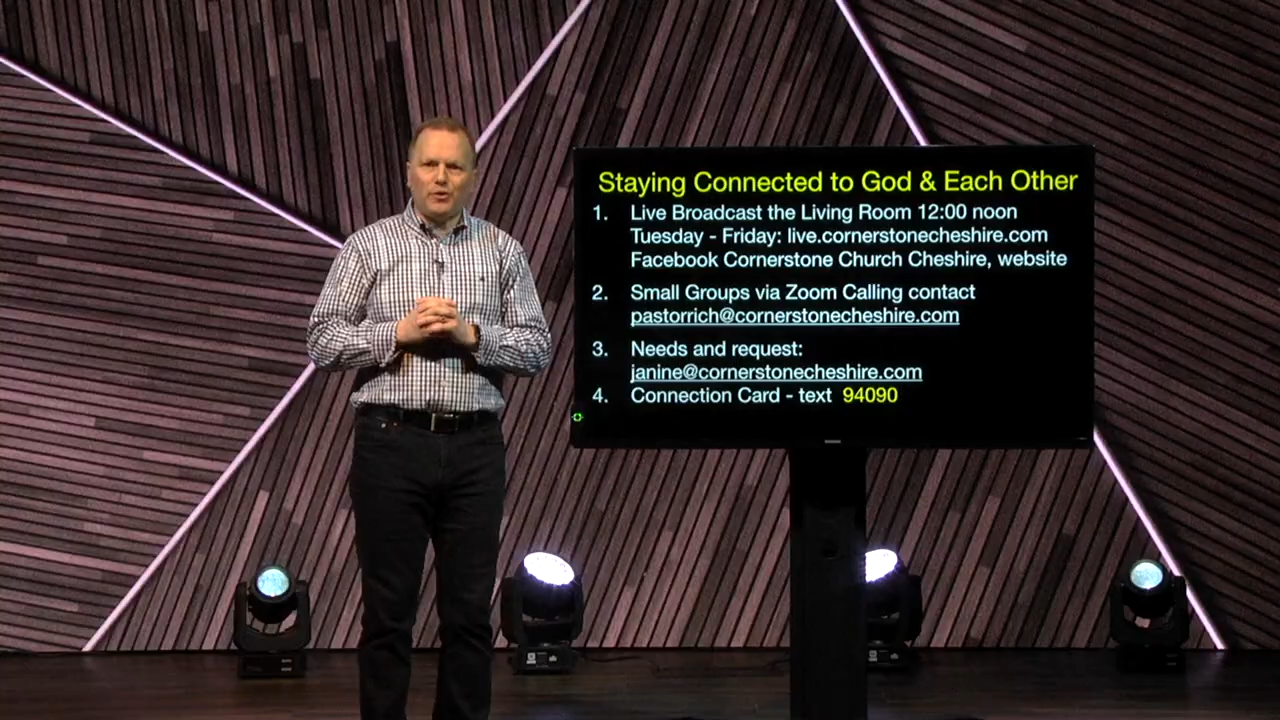 Staying Connected to God & Each Other
1. Live Broadcast the Living Room 12:00 noon
Tuesday - Friday: live.cornerstonecheshire.com
Facebook Cornerstone Church Cheshire, website
2. Small Groups via Zoom Calling contact
pastorrich@cornerstonecheshire.com
3. Needs and request:
janine@cornerstonecheshire.com
4. Connection Card - text 94090